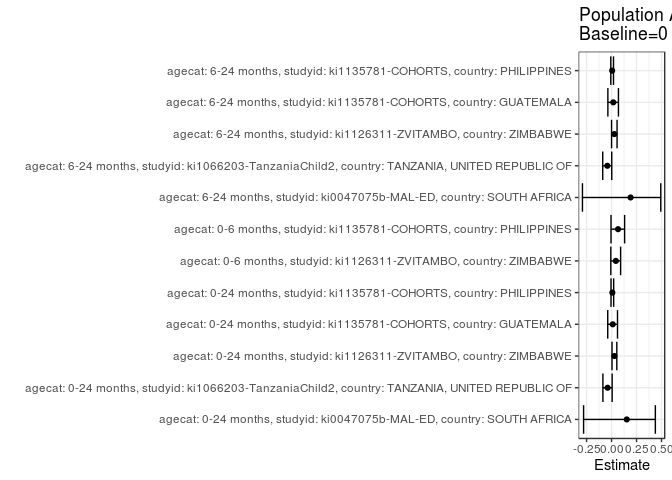 Population
Baseline=0
agecat: 6-24 months, studyid: ki1135781-COHORTS, country: PHILIPPINES
agecat: 6-24 months, studyid: ki1135781-COHORTS, country: GUATEMALA
agecat: 6-24 months, studyid: ki1126311-ZVITAMBO, country: ZIMBABWE
agecat: 6-24 months, studyid: ki1066203-TanzaniaChild2, country: TANZANIA, UNITED REPUBLIC OF
agecat: 6-24 months, studyid: ki0047075b-MAL-ED, country: SOUTH AFRICA
agecat: 0-6 months, studyid: ki1135781-COHORTS, country: PHILIPPINES
agecat: 0-6 months, studyid: ki1126311-ZVITAMBO, country: ZIMBABWE
agecat: 0-24 months, studyid: ki1135781-COHORTS, country: PHILIPPINES
agecat: 0-24 months, studyid: ki1135781-COHORTS, country: GUATEMALA
agecat: 0-24 months, studyid: ki1126311-ZVITAMBO, country: ZIMBABWE
agecat: 0-24 months, studyid: ki1066203-TanzaniaChild2, country: TANZANIA, UNITED REPUBLIC OF
agecat: 0-24 months, studyid: ki0047075b-MAL-ED, country: SOUTH AFRICA
-0.25 0.00 0.25 0.50
Estimate